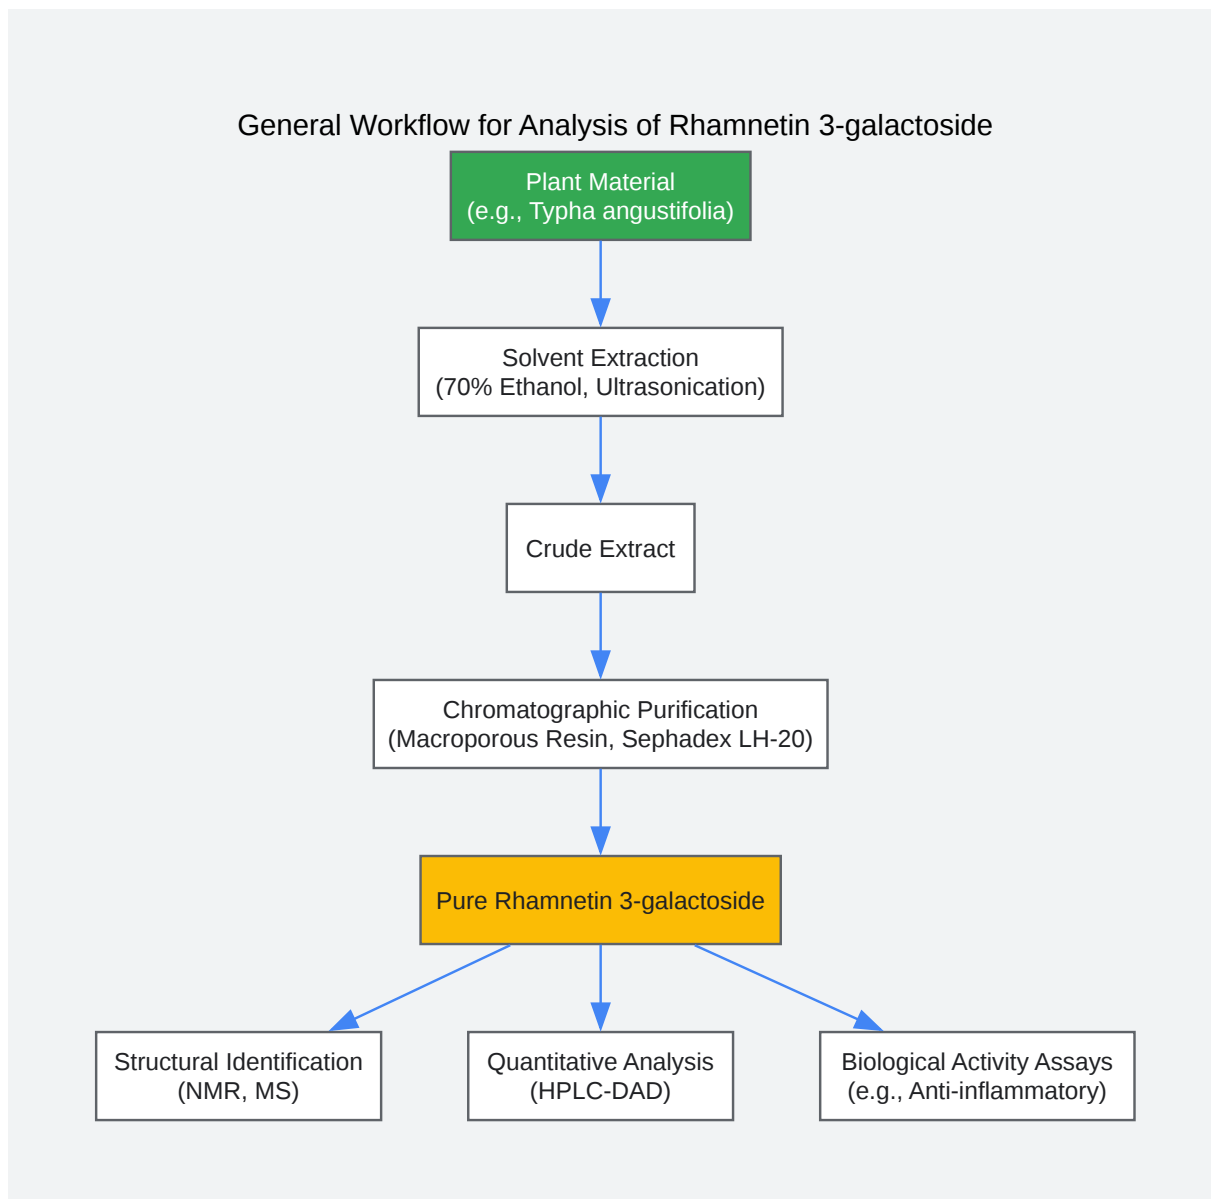 General Workflow for Analysis of Rhamnetin 3-galactoside
Plant Material
(e.g., Typha angustifolia)
Solvent Extraction
(70% Ethanol, Ultrasonication)
Crude Extract
Chromatographic Purification
(Macroporous Resin, Sephadex LH-20)
Pure Rhamnetin 3-galactoside
Structural Identification
(NMR, MS)
Quantitative Analysis
(HPLC-DAD)
Biological Activity Assays
(e.g., Anti-inflammatory)